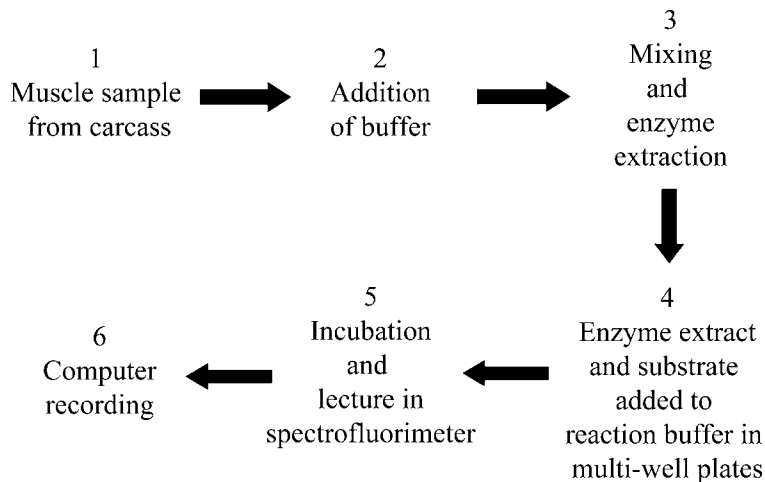 1
Muscle sample
from carcass
2
Addition
of buffer
3
Mixing
and
enzyme
extraction
4
Enzyme extract
and substrate
added to
reaction buffer in
multi-well plates
5
Incubation
and
lecture in
spectrofluorimeter
6
Computer
recording